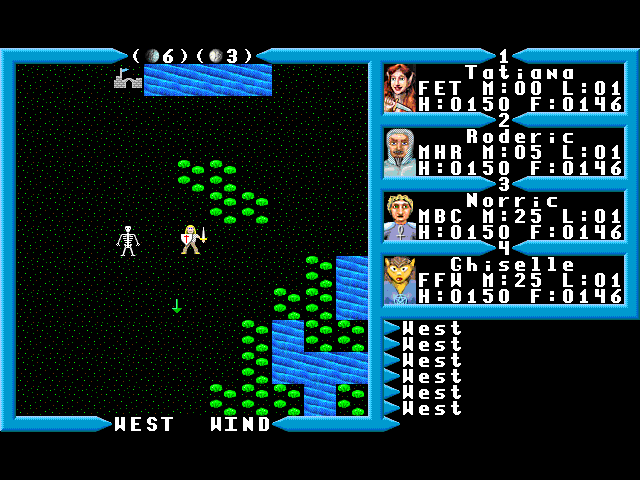 (6)(3)
WEST WIND
1
Tatiana
FET M:00 L:01
H:0150 F:0146
2
Roderic
MHR M:05 L:01
H:0150 F:0146
3
Norric
MBC M:25 L:01
H:0150 F:0146
4
Ghiselle
FFW M:25 L:01
H:0150 F:0146
West
West
West
West
West
West